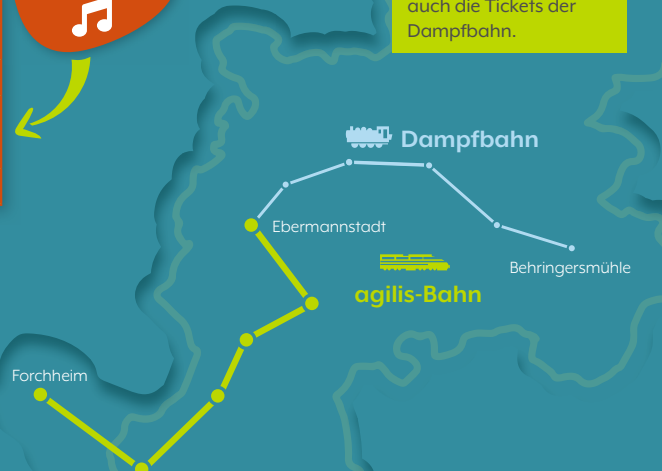 auch die Tickets der
Dampfbahn.
Dampfbahn
Ebermannstadt
Behringersmühle
agilis-Bahn
Forchheim